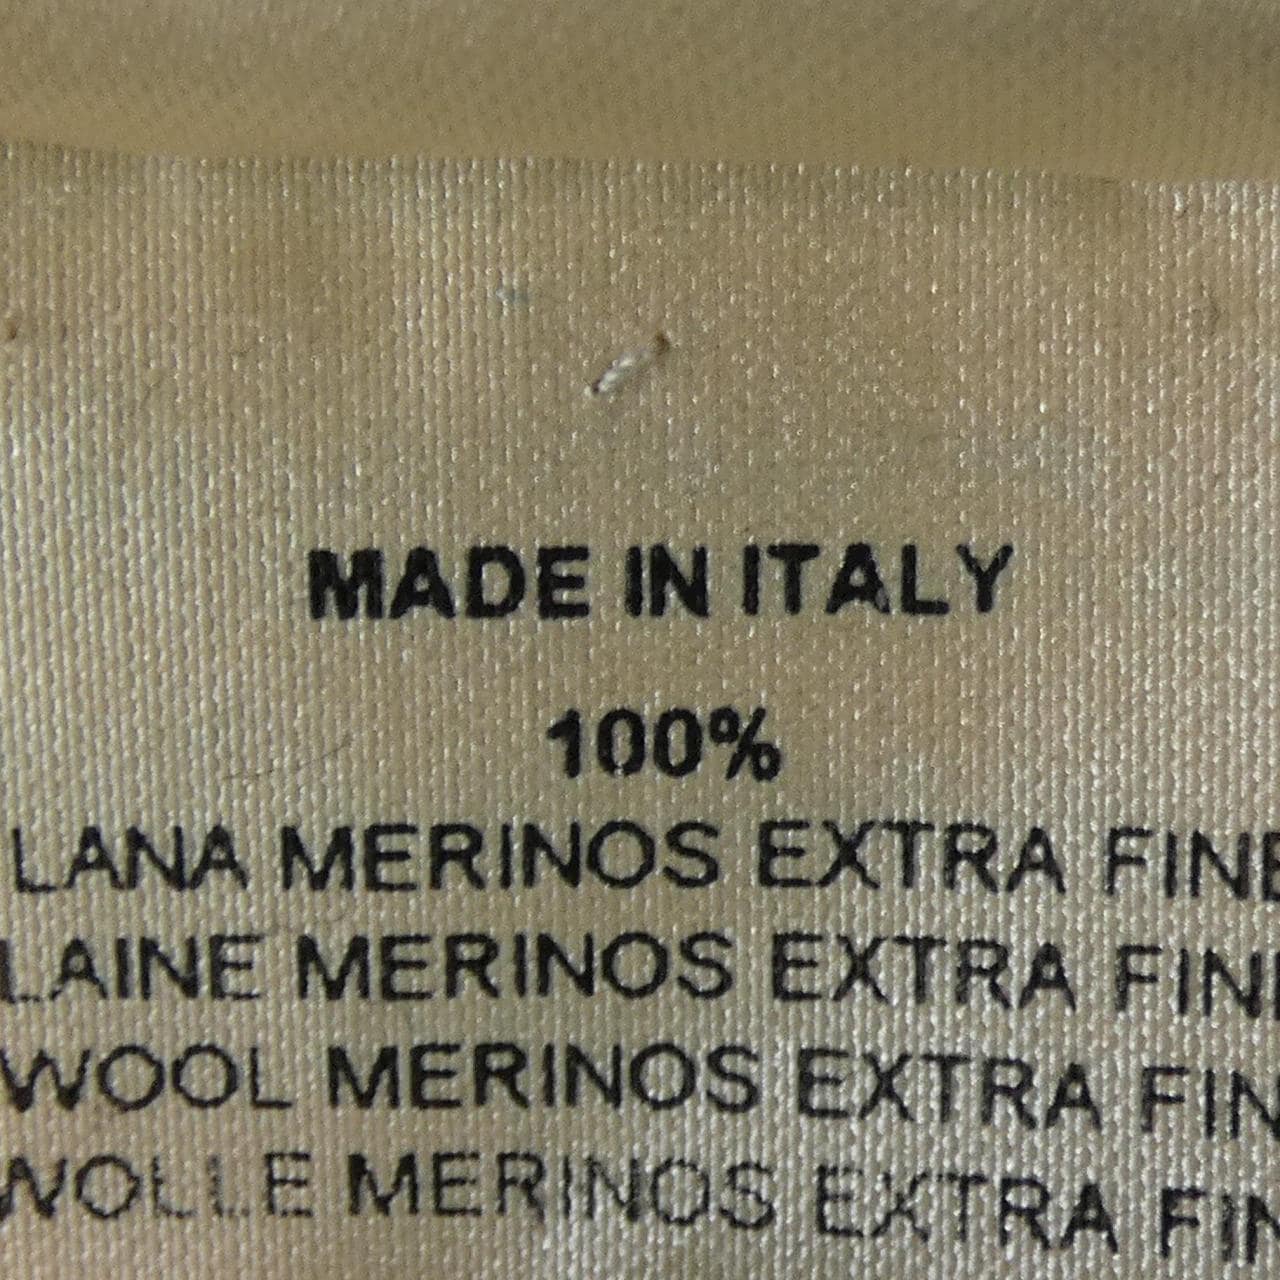 MADE IN ITALY
100%
LANA MERINOS EXTRA FINE
LAINE MERINOS EXTRA FIN
WOOL MERINOS EXTRA FIN
WOLLE MERINOS EXTRA FIN